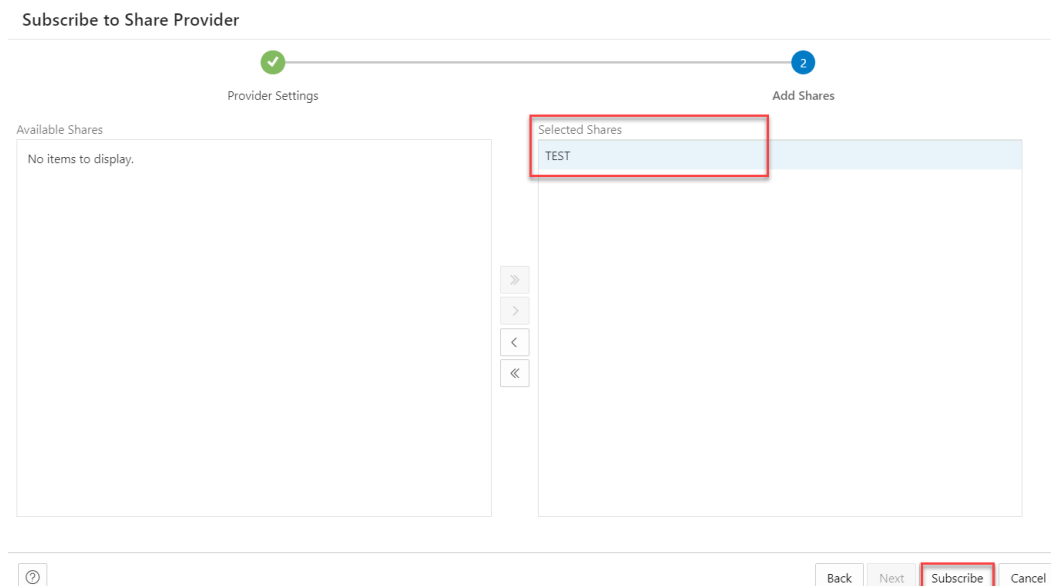 Subscribe to Share Provider
2
Provider Settings
Add Shares
Available Shares
Selected Shares
No items to display.
TEST
Back
Next
Subscribe
Cancel